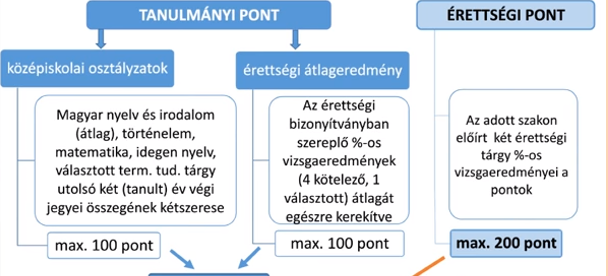 TANULMÁNYI PONT
ÉRETTSÉGI PONT
középiskolai osztályzatok
érettségi átlageredmény
Magyar nyelv és irodalom
(átlag), történelem,
matematika, idegen nyelv,
választott term. tud. tárgy
utolsó két (tanult) év végi
jegyei összegének kétszerese
Az érettségi
bizonyítványban
szereplő %-os
vizsgaeredmények
(4 kötelező, 1
választott) átlagát
egészre kerekítve
Az adott szakon
előírt két érettségi
tárgy %-os
vizsgaeredményei a
pontok
max. 100 pont
max. 100 pont
max. 200 pont